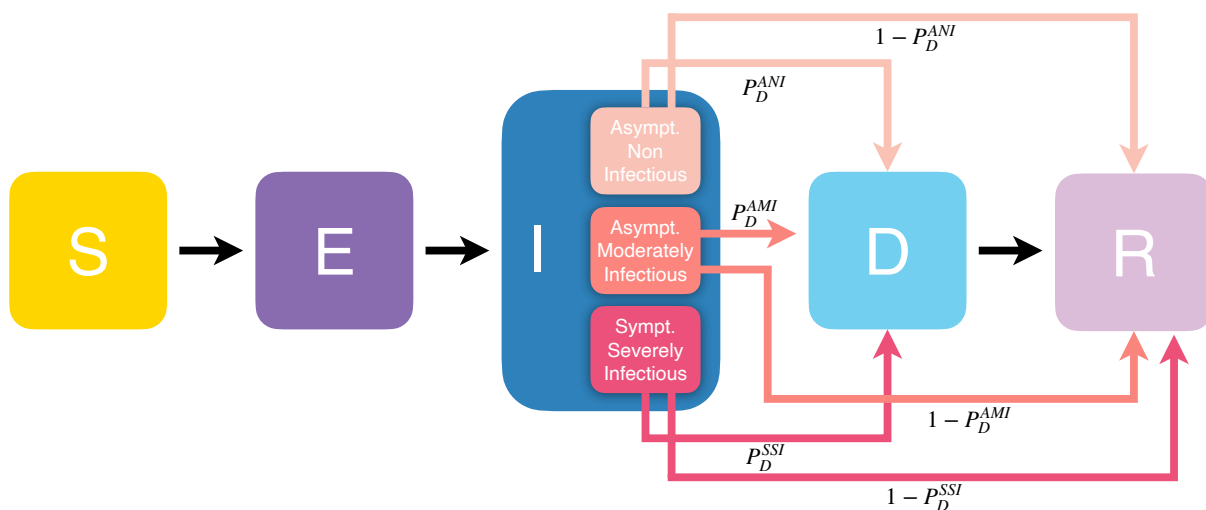 1 − P_D^{ANI}
P_D^{ANI}
Asympt.
Non
Infectious
S
E
I
P_D^{AMI}
Asympt.
Moderately
Infectious
D
R
Sympt.
Severely
Infectious
1 − P_D^{AMI}
P_D^{SSI}
1 − P_D^{SSI}